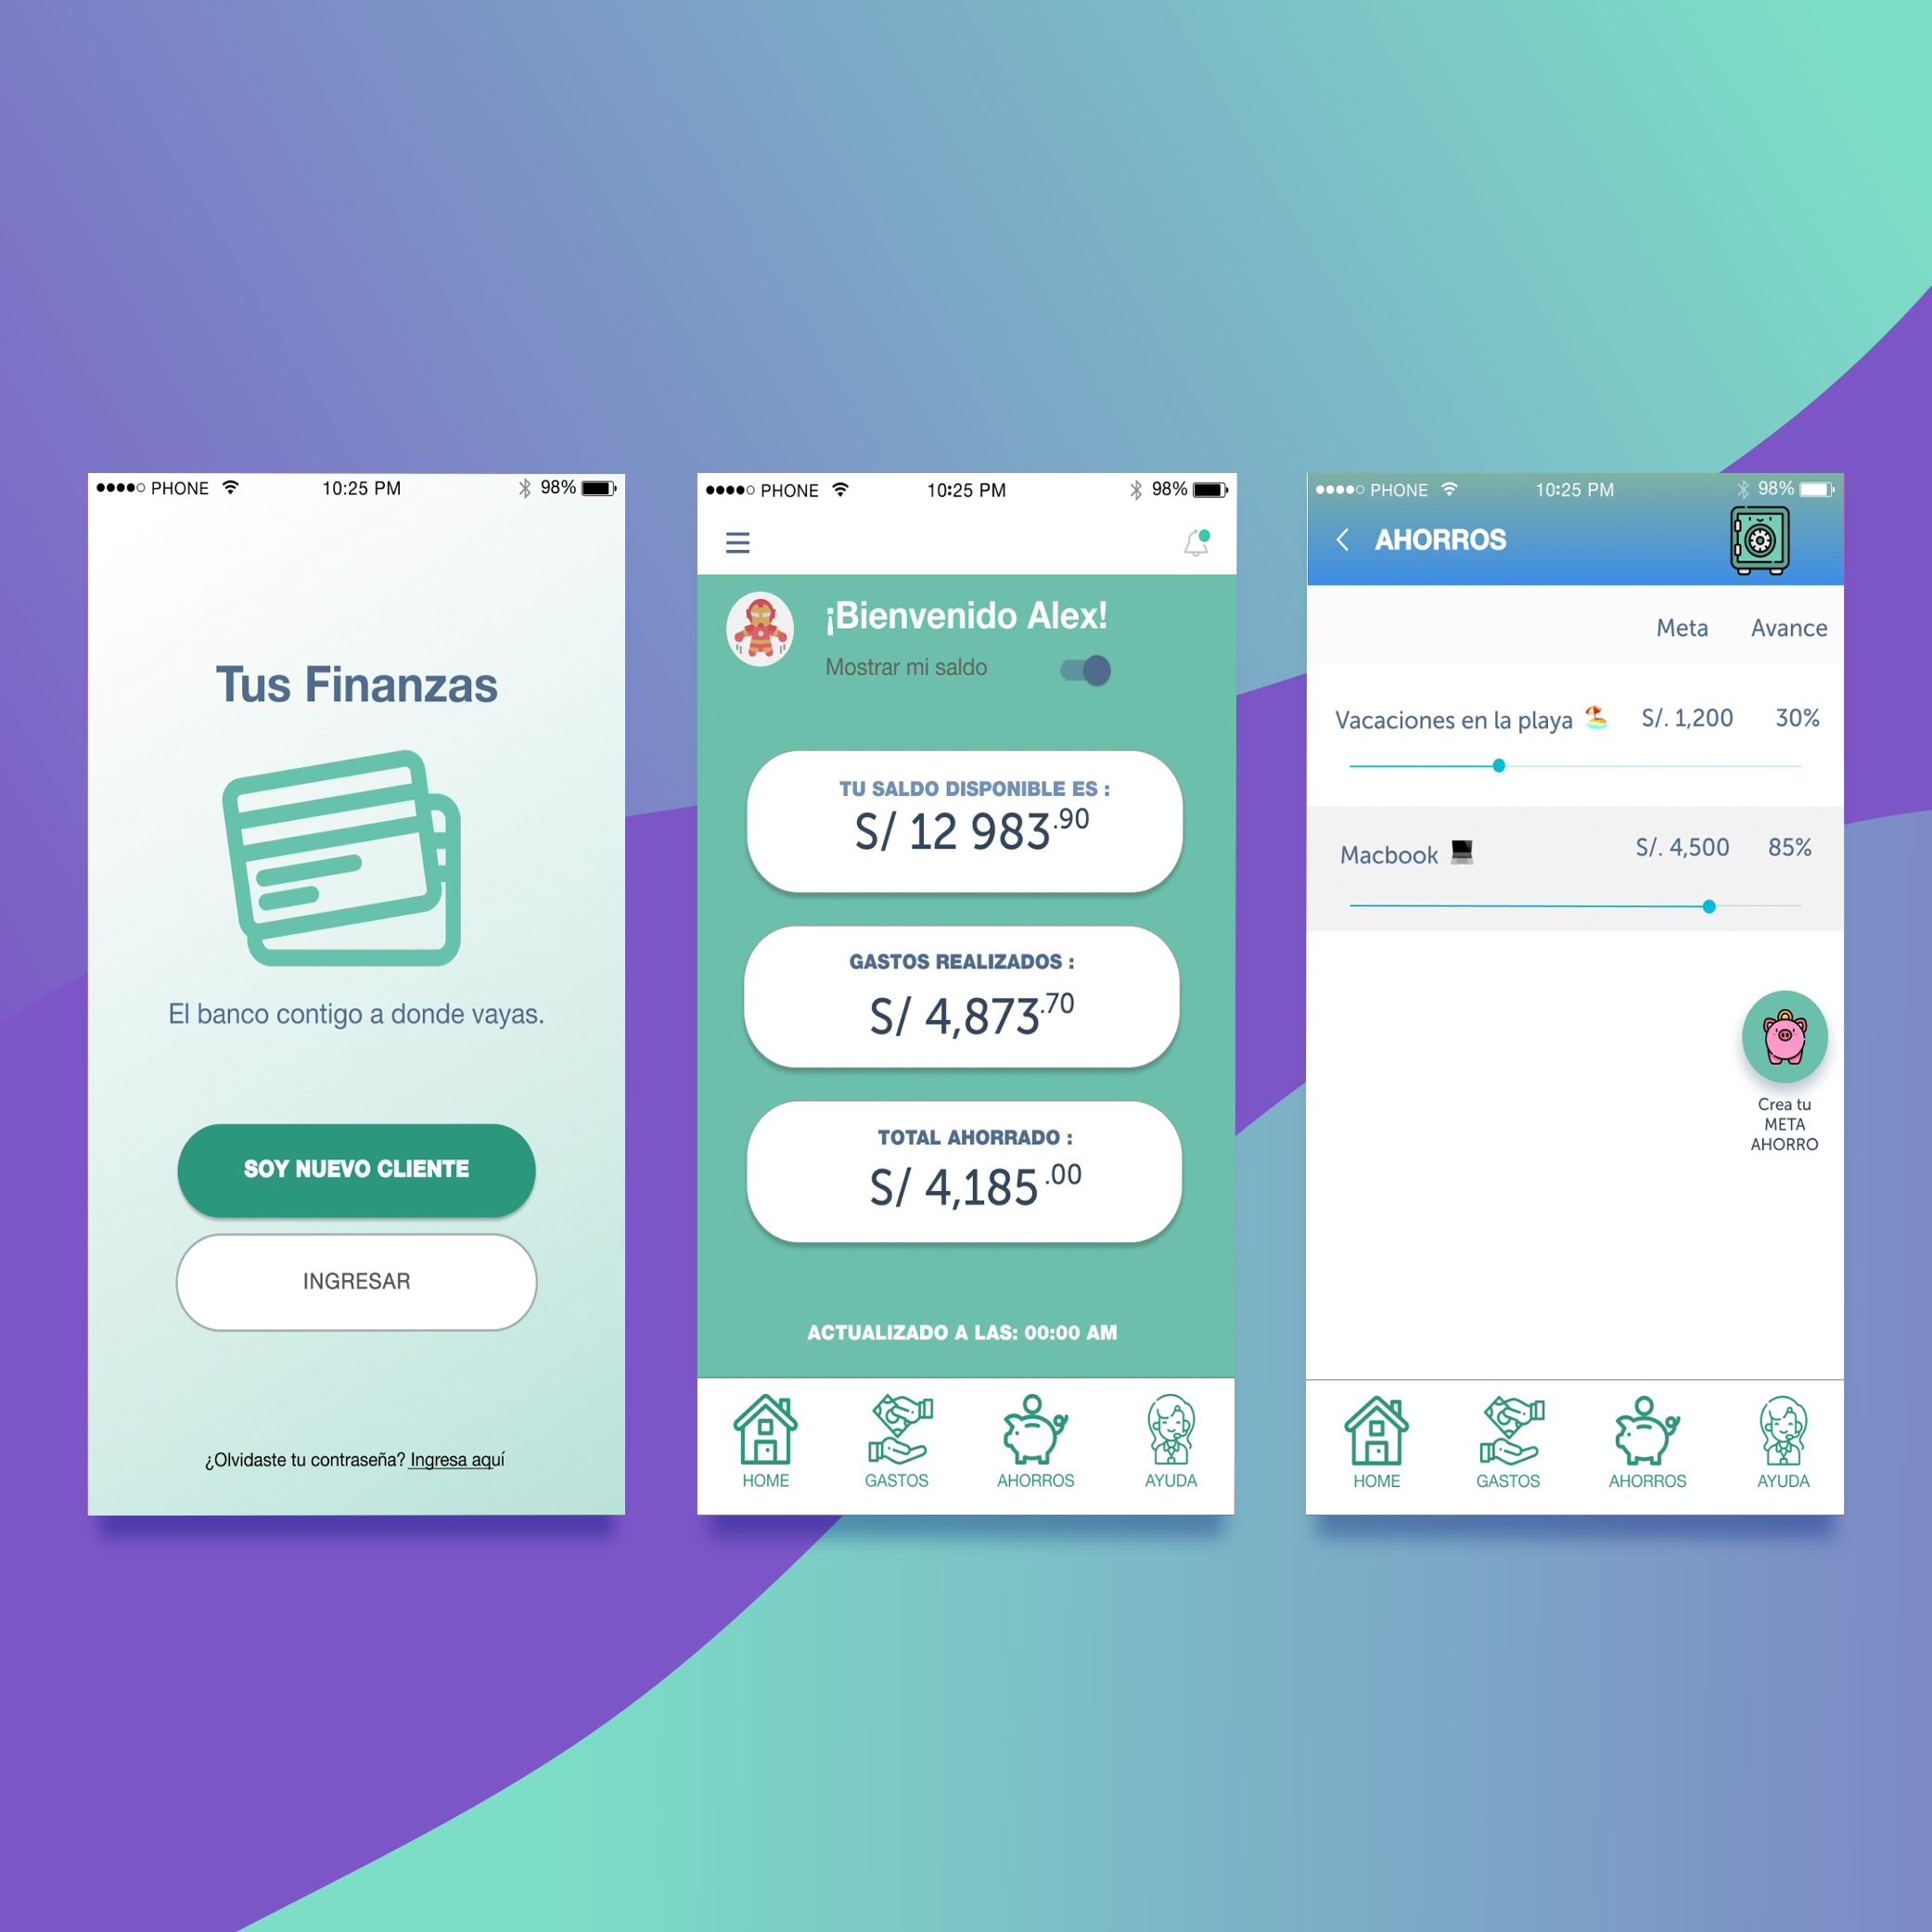 PHONE 10:25 PM 98%
Tus Finanzas
El banco contigo a donde vayas.
SOY NUEVO CLIENTE
INGRESAR
¿Olvidaste tu contraseña? Ingresa aquí
PHONE 10:25 PM 98%
¡Bienvenido Alex!
Mostrar mi saldo
TU SALDO DISPONIBLE ES :
S/ 12 983.90
GASTOS REALIZADOS :
S/ 4,873.70
TOTAL AHORRADO :
S/ 4,185.00
ACTUALIZADO A LAS: 00:00 AM
HOME GASTOS AHORROS AYUDA
PHONE 10:25 PM 98%
AHORROS
Meta Avance
Vacaciones en la playa S/. 1,200 30%
Macbook S/. 4,500 85%
Crea tu
META
AHORRO
HOME GASTOS AHORROS AYUDA